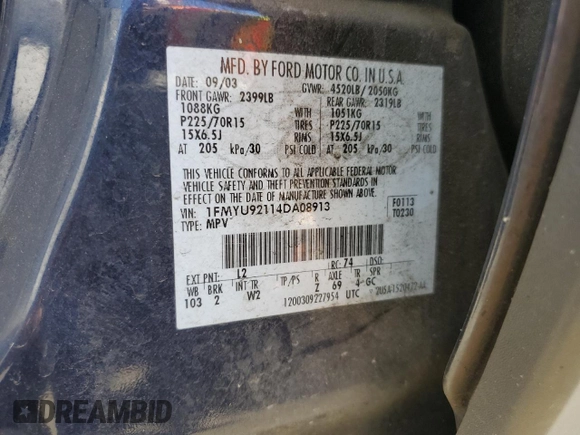 MFD. BY FORD MOTOR CO. IN U.S.A.
DATE: 09/03 GVWR: 4520LB/ 2050KG
FRONT GAWR: 2399LB REAR GAWR: 2319LB
1088KG WITH 1051KG WITH
P225/70R15 TIRES P225/70R15 TIRES
15X6.5J RIMS 15X6.5J RIMS
AT 205 kPa/30 PSI COLD AT 205 kPa/30 PSI COLD
THIS VEHICLE CONFORMS TO ALL APPLICABLE FEDERAL MOTOR
VEHICLE SAFETY AND THEFT PREVENTION STANDARDS IN
EFFECT ON THE DATE OF MANUFACTURE SHOWN ABOVE.
VIN: 1FMYU92114DA08913 F0113
TYPE: MPV T0230
EXT PNT: L2 RC: 74 DSO:
WB BRK INT TR TP/PS R AXLE TR SPR
103 2 W2 Z 69 4 GC
1200309227954 UTC
DREAMBID